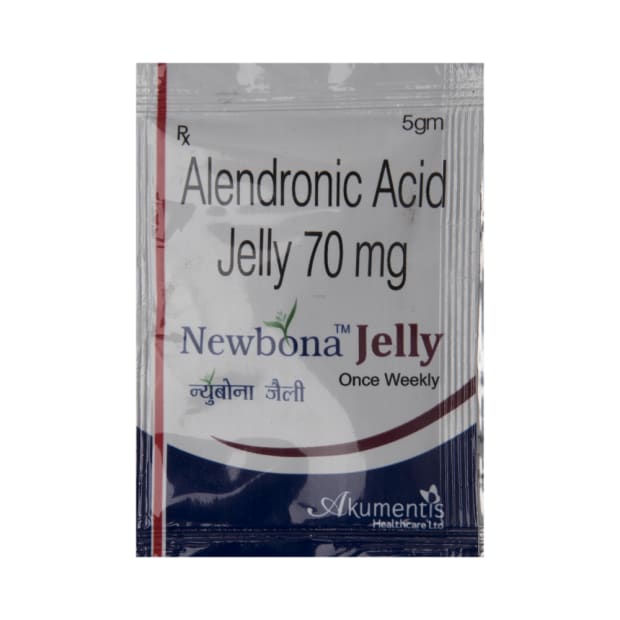 5gm
Rx
Alendronic Acid
Jelly 70 mg
Newbona™ Jelly
Once Weekly
न्युबोना जैली
Akumentis
Healthcare Ltd